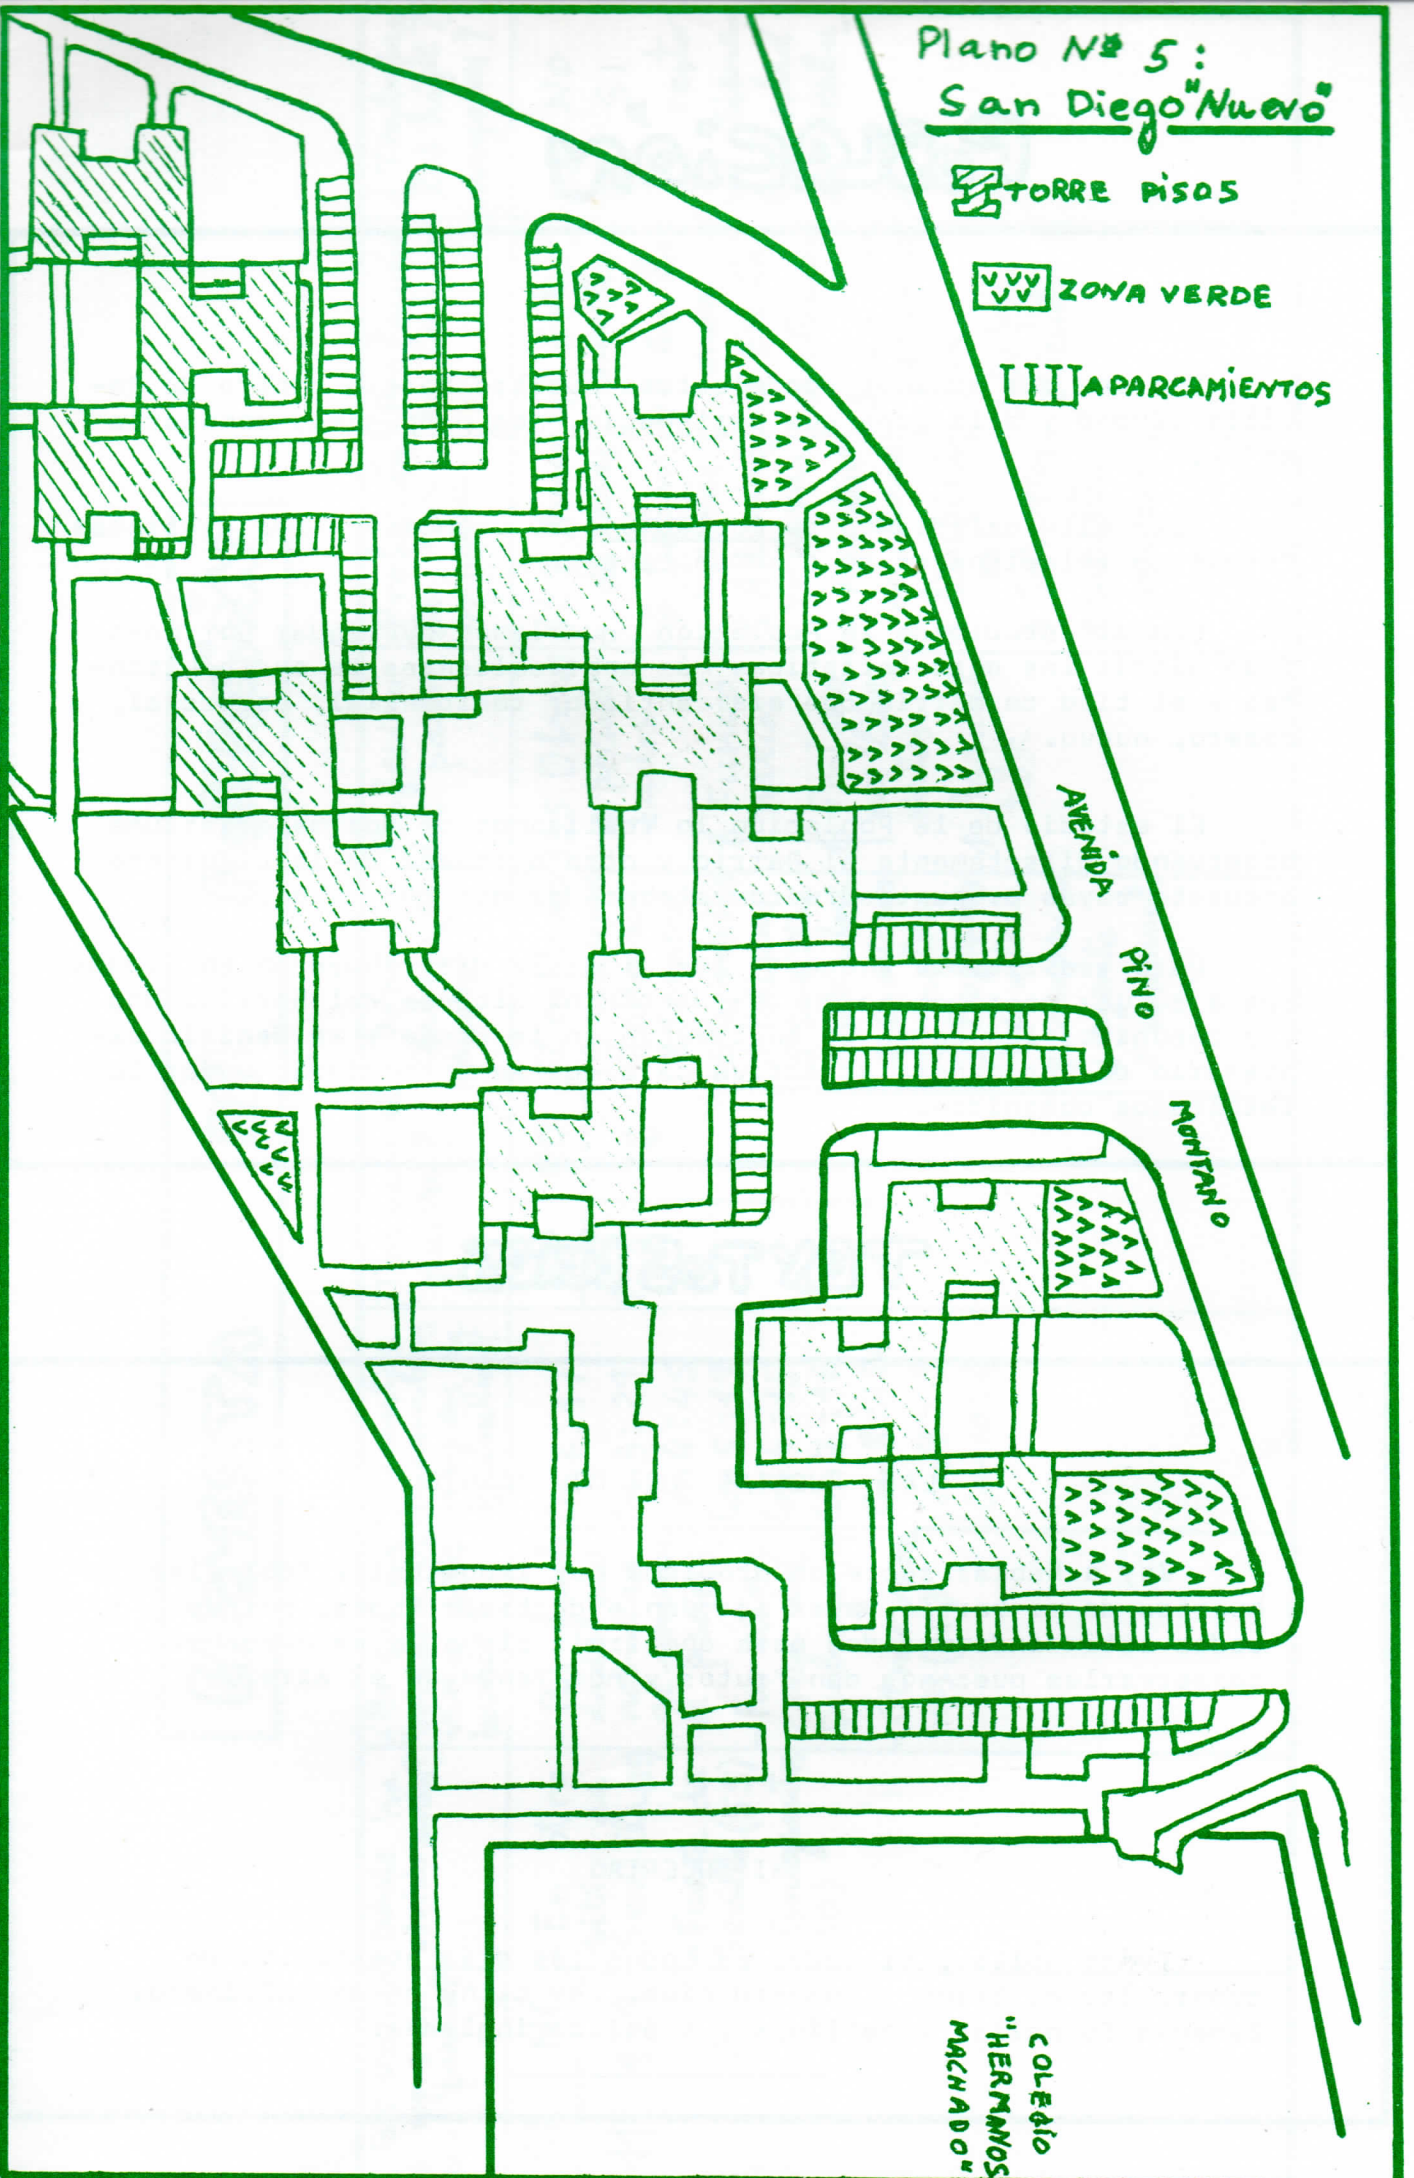 Plano Nº 5:
San Diego "Nuevo"
TORRE PISOS
ZONA VERDE
APARCAMIENTOS
AVENIDA
PINO
MONTANO
COLEGIO
"HERMANOS
MACHADO"